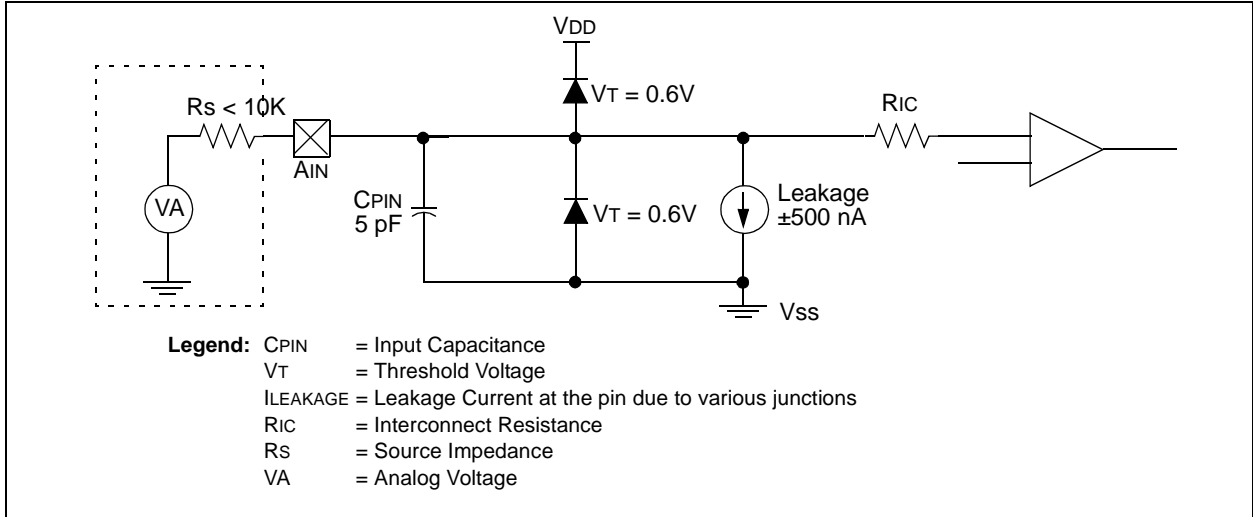 VDD
VT = 0.6V
RS < 10K
RIC
AIN
CPIN
5 pF
VT = 0.6V
Leakage
±500 nA
VA
VSS
Legend: CPIN = Input Capacitance
VT = Threshold Voltage
ILEAKAGE = Leakage Current at the pin due to various junctions
RIC = Interconnect Resistance
RS = Source Impedance
VA = Analog Voltage